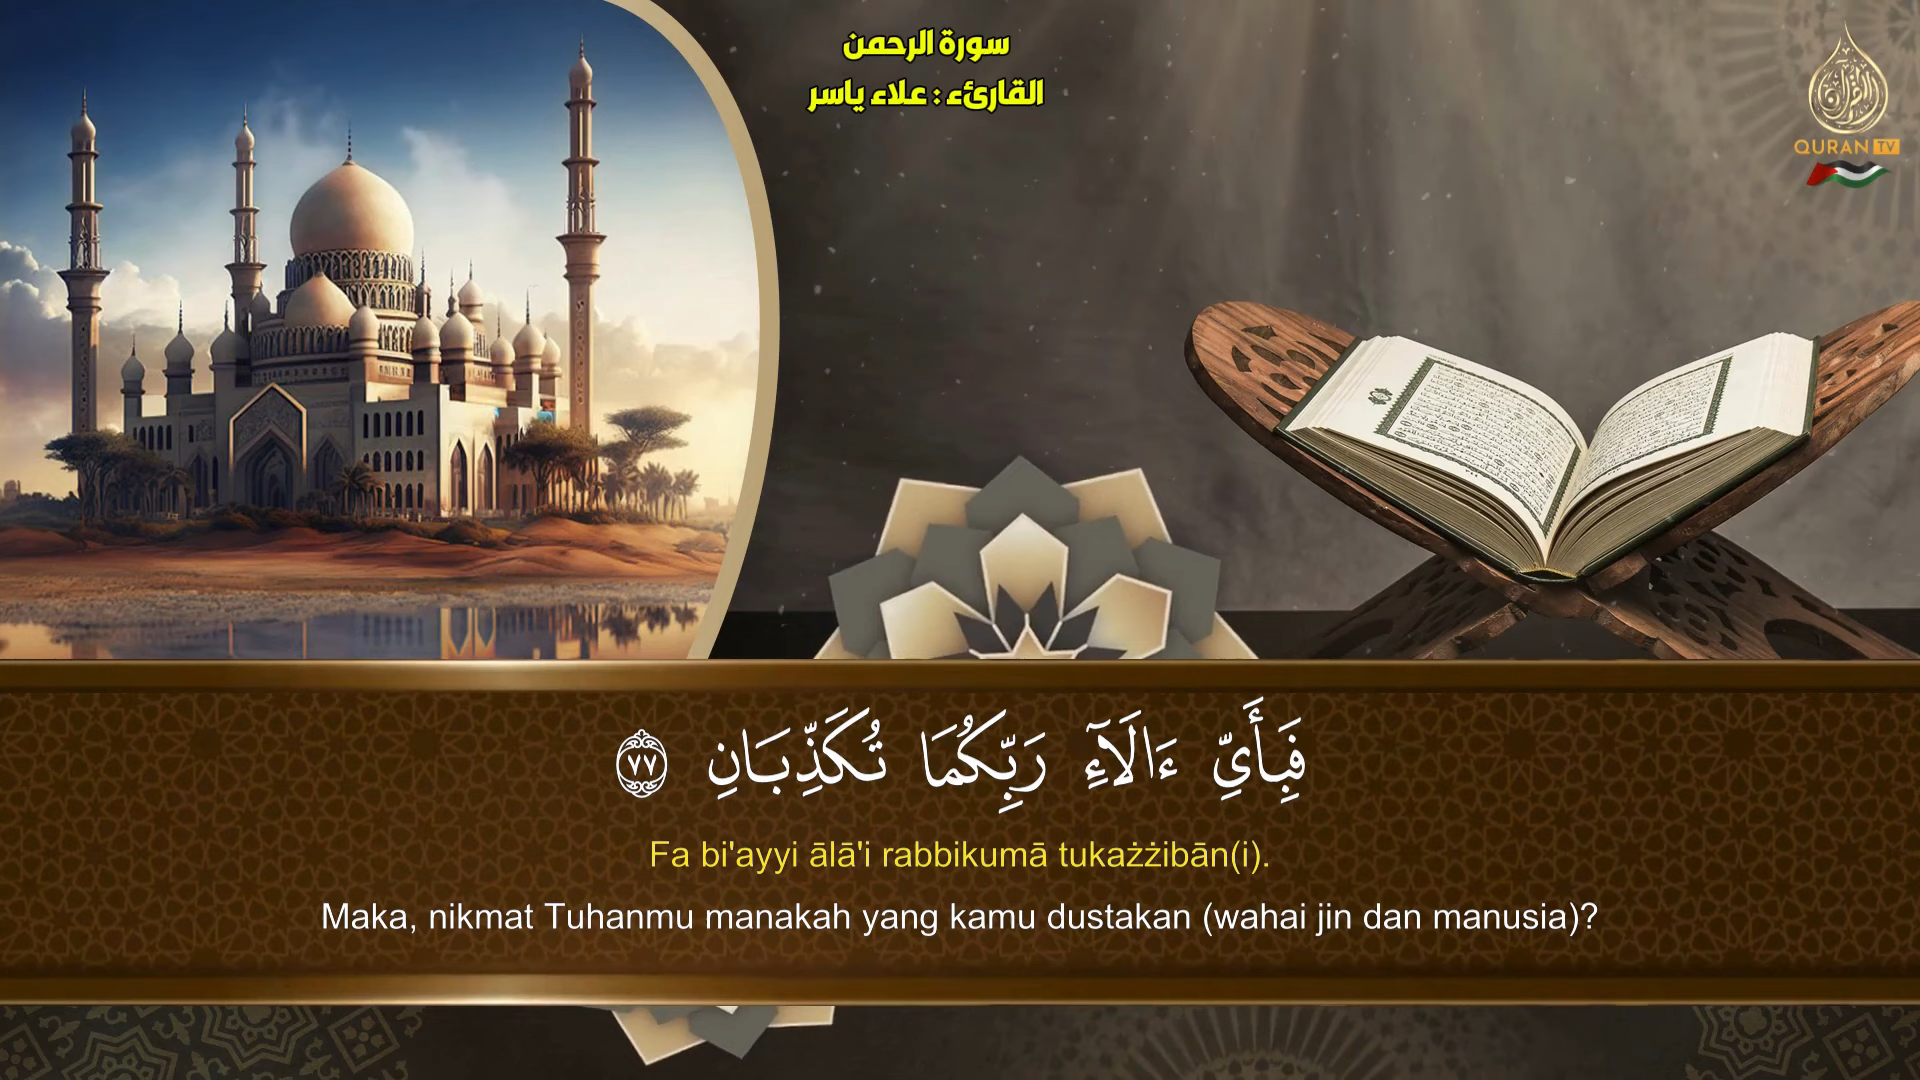 سورة الرحمن
القارئء : علاء ياسر
QURAN TV
فَبِأَيِّ ءَالَآءِ رَبِّكُمَا تُكَذِّبَانِ ٧٧
Fa bi'ayyi ālā'i rabbikumā tukażżibān(i).
Maka, nikmat Tuhanmu manakah yang kamu dustakan (wahai jin dan manusia)?